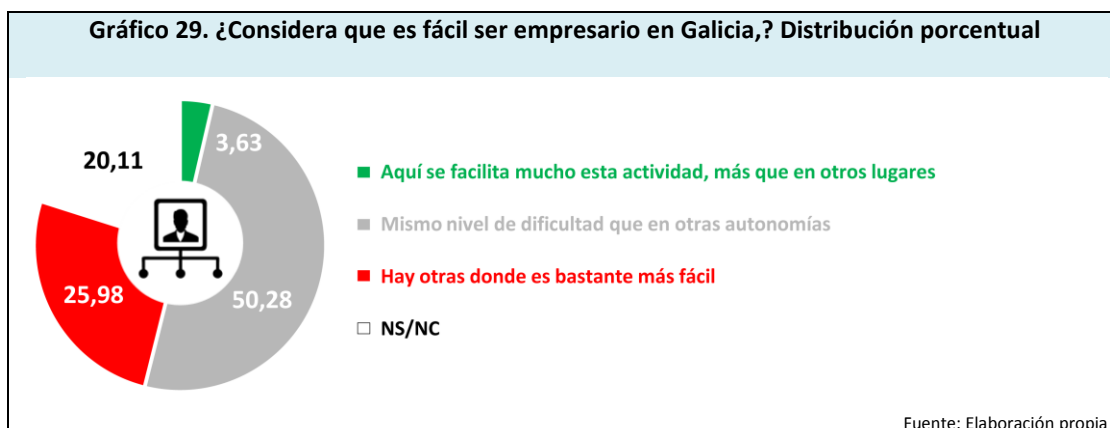 Gráfico 29. ¿Considera que es fácil ser empresario en Galicia,? Distribución porcentual
3,63
20,11
25,98
50,28
Aquí se facilita mucho esta actividad, más que en otros lugares
Mismo nivel de dificultad que en otras autonomías
Hay otras donde es bastante más fácil
NS/NC
Fuente: Elaboración propia